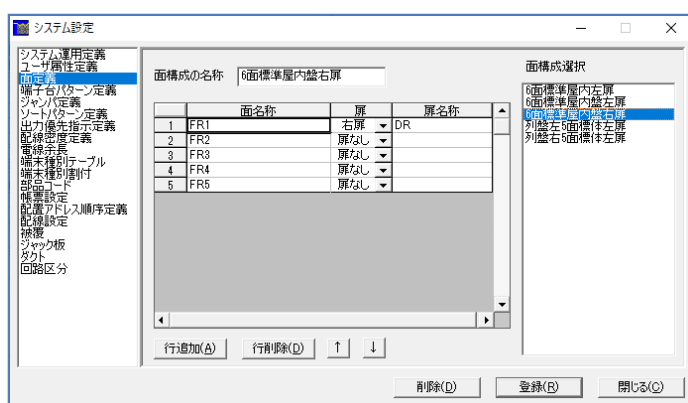 システム設定
システム運用定義
ユーザ属性定義
面定義
端子台パターン定義
ジャンパ定義
ソートパターン定義
出力優先指示定義
配線密度定義
電線余長
端末種別テーブル
端末種別割付
部品コード
帳票設定
配置アドレス順序定義
配線設定
被覆
ジャック板
ダクト
回路区分
面構成の名称 6面標準屋内盤右扉
面名称 扉 扉名称
1 FR1 右扉 DR
2 FR2 扉なし
3 FR3 扉なし
4 FR4 扉なし
5 FR5 扉なし
行追加(A) 行削除(D) ↑ ↓
面構成選択
6面標準屋内左扉
6面標準屋内盤左扉
6面標準屋内盤右扉
列盤左5面標体左扉
列盤右5面標体左扉
削除(D) 登録(R) 閉じる(C)